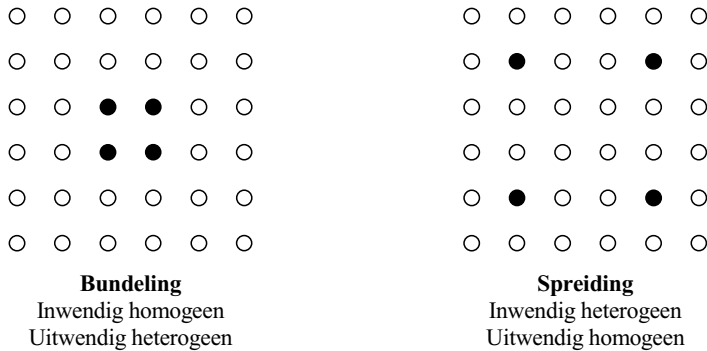 Bundeling
Inwendig homogeen
Uitwendig heterogeen
Spreiding
Inwendig heterogeen
Uitwendig homogeen